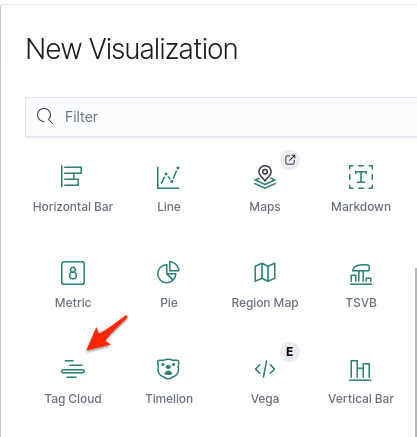 New Visualization
Filter
Horizontal Bar
Line
Maps
T
Markdown
8
Metric
Pie
Region Map
TSVB
Tag Cloud
Timelion
E
Vega
Vertical Bar